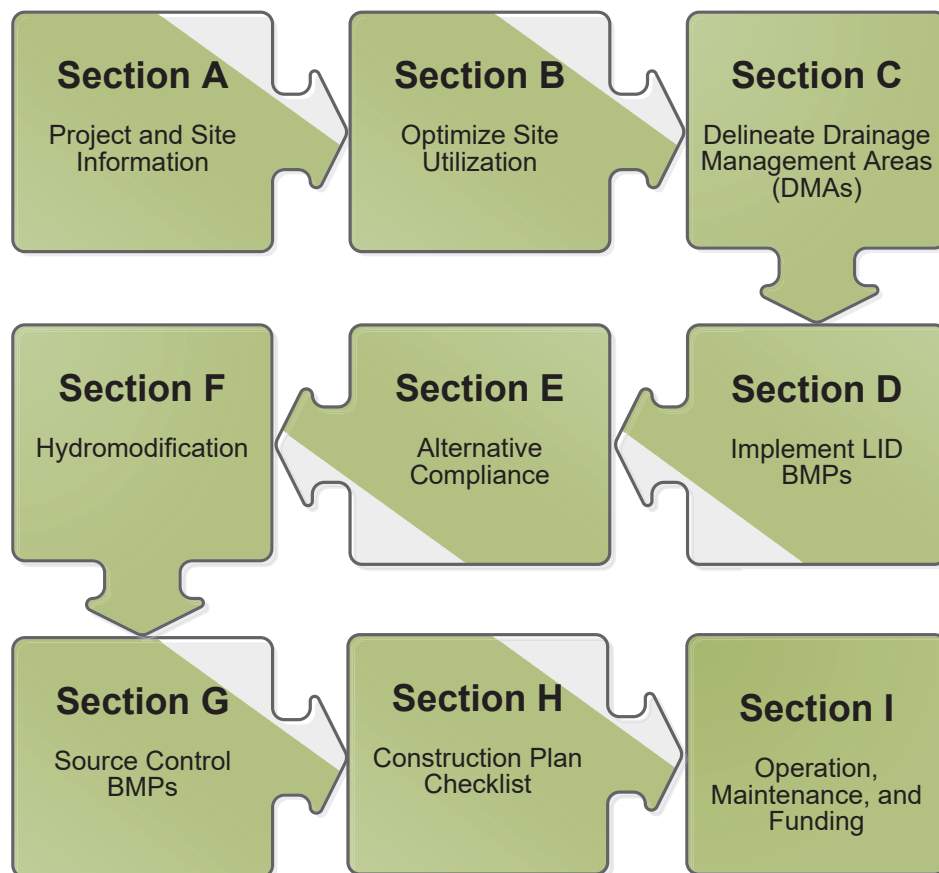 Section A
Project and Site
Information
Section B
Optimize Site
Utilization
Section C
Delineate Drainage
Management Areas
(DMAs)
Section D
Implement LID
BMPs
Section E
Alternative
Compliance
Section F
Hydromodification
Section G
Source Control
BMPs
Section H
Construction Plan
Checklist
Section I
Operation,
Maintenance, and
Funding